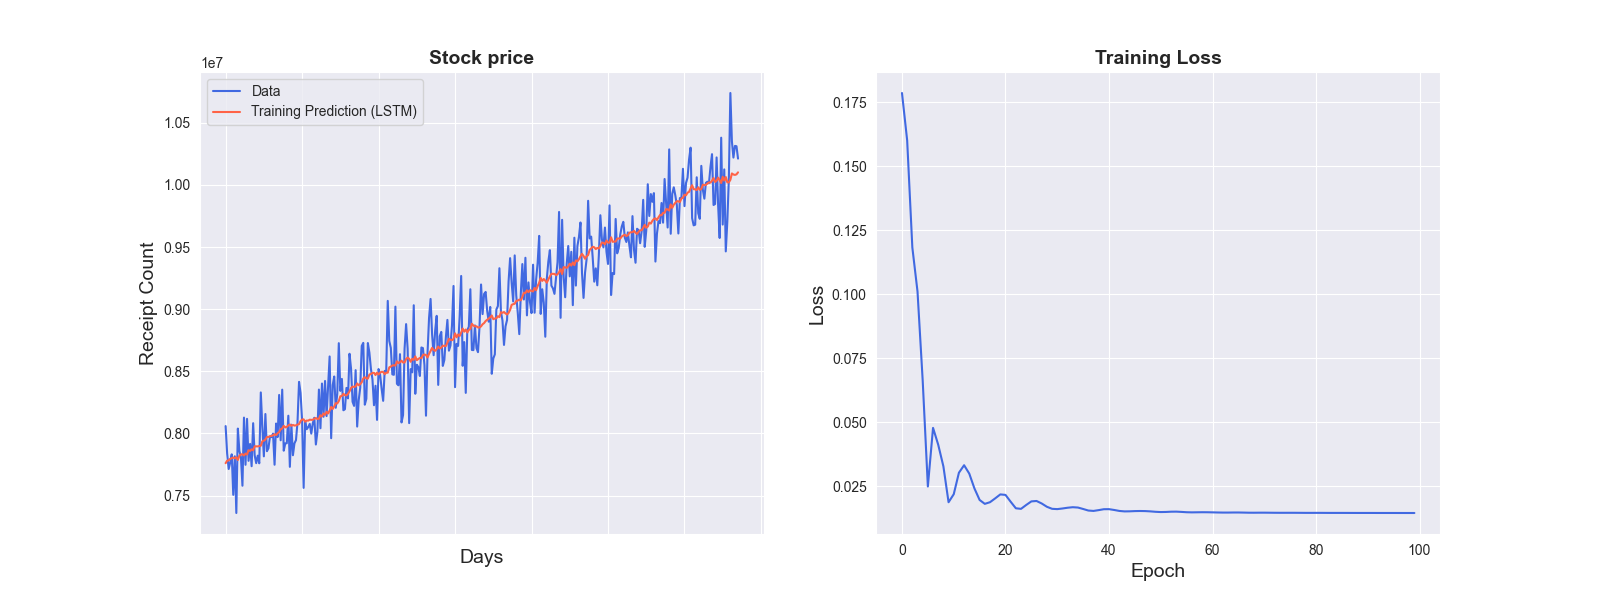 Stock price
1e7
Data
Training Prediction (LSTM)
1.05
1.00
0.95
0.90
0.85
0.80
0.75
Receipt Count
Days
Training Loss
0.175
0.150
0.125
0.100
0.075
0.050
0.025
Loss
0 20 40 60 80 100
Epoch